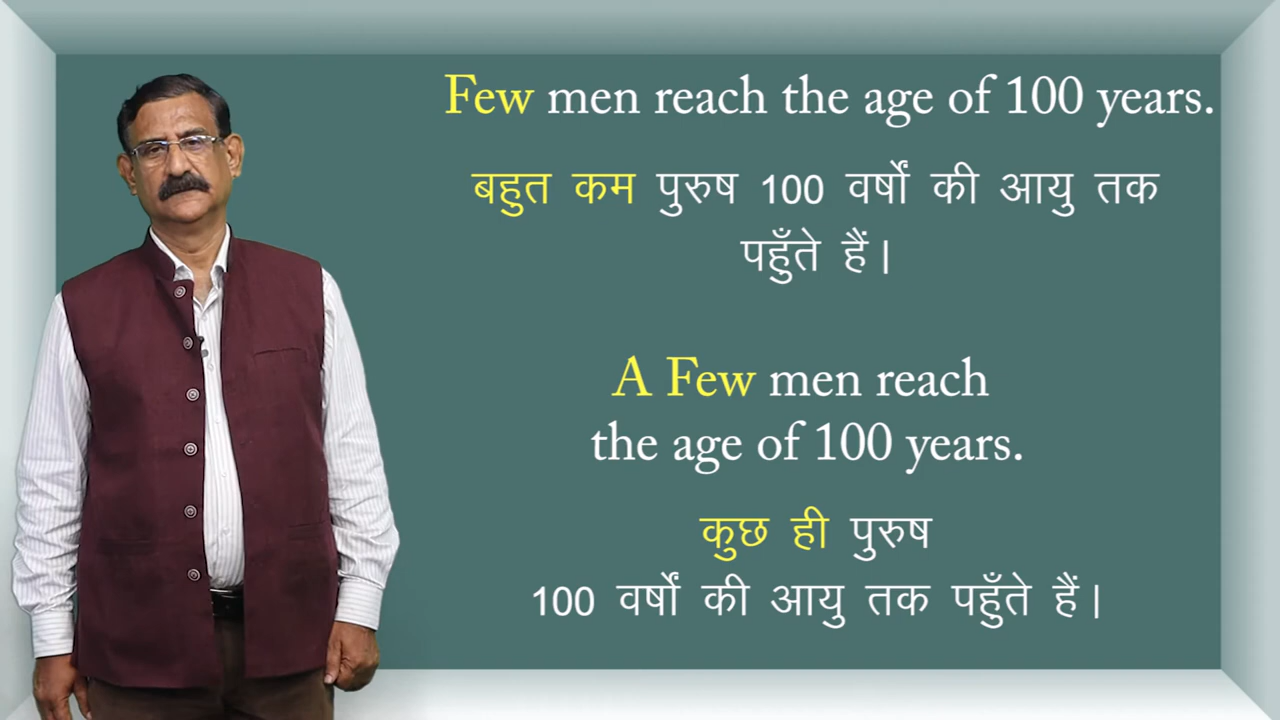 Few men reach the age of 100 years.
बहुत कम पुरुष 100 वर्षों की आयु तक
पहुँते हैं।
A Few men reach
the age of 100 years.
कुछ ही पुरुष
100 वर्षों की आयु तक पहुँते हैं।